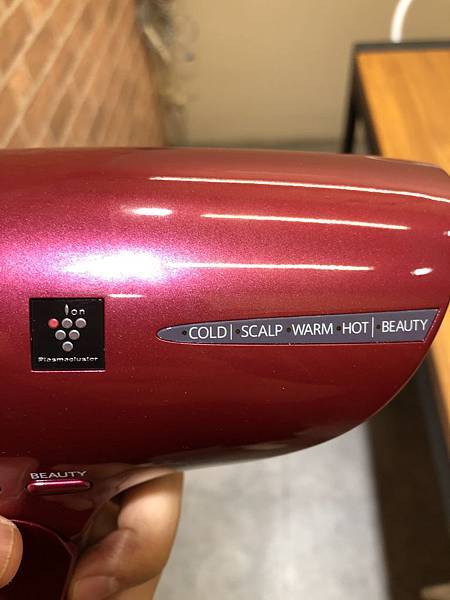 Ion
Plasmacluster
•COLD| •SCALP •WARM •HOT| •BEAUTY
BEAUTY